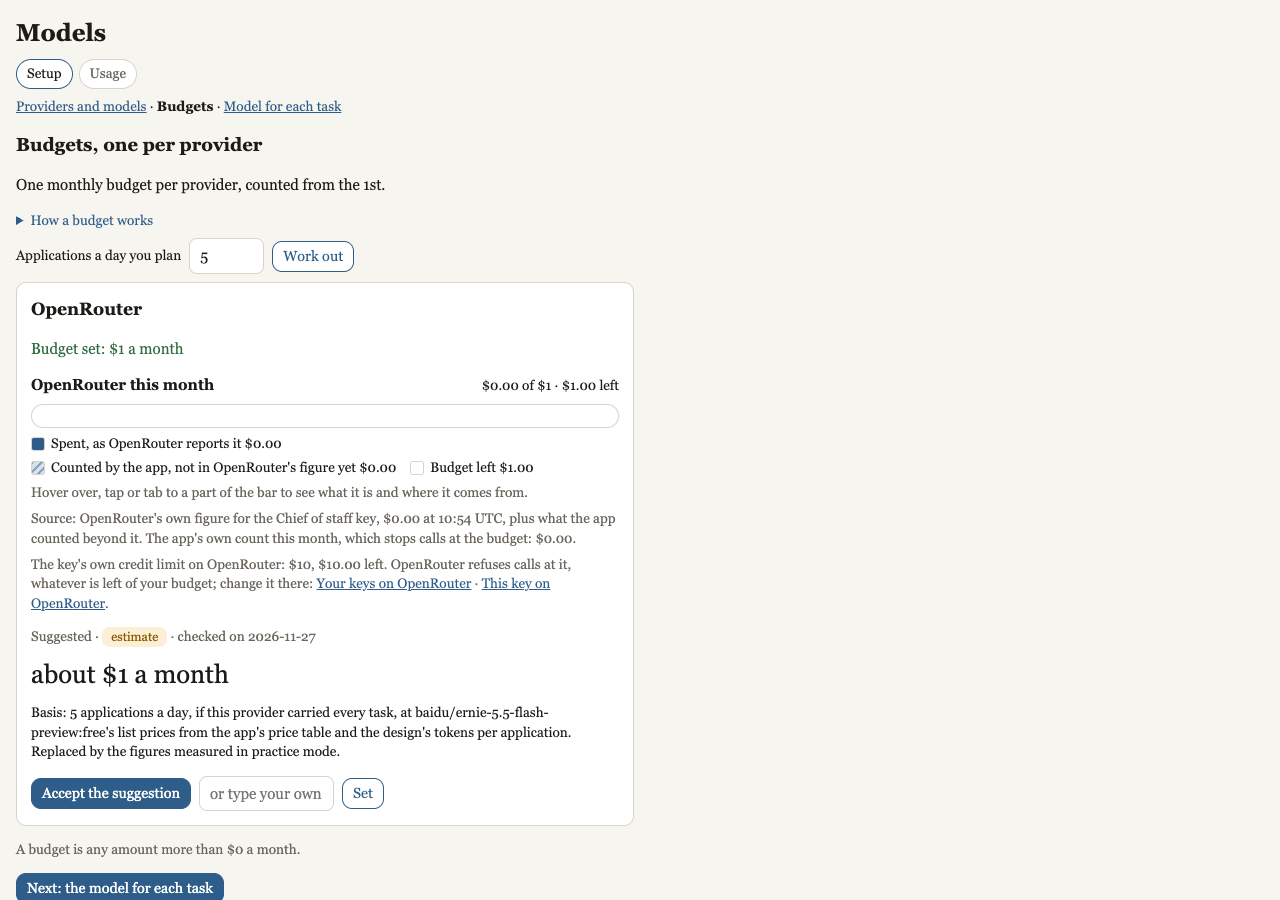 Models
Setup
Usage
Providers and models · Budgets · Model for each task
Budgets, one per provider
One monthly budget per provider, counted from the 1st.
How a budget works
Applications a day you plan
5
Work out
OpenRouter
Budget set: $1 a month
OpenRouter this month
$0.00 of $1 · $1.00 left
Spent, as OpenRouter reports it $0.00
Counted by the app, not in OpenRouter's figure yet $0.00
Budget left $1.00
Hover over, tap or tab to a part of the bar to see what it is and where it comes from.
Source: OpenRouter's own figure for the Chief of staff key, $0.00 at 10:54 UTC, plus what the app
counted beyond it. The app's own count this month, which stops calls at the budget: $0.00.
The key's own credit limit on OpenRouter: $10, $10.00 left. OpenRouter refuses calls at it,
whatever is left of your budget; change it there: Your keys on OpenRouter · This key on
OpenRouter.
Suggested · estimate · checked on 2026-11-27
about $1 a month
Basis: 5 applications a day, if this provider carried every task, at baidu/ernie-5.5-flash-
preview:free's list prices from the app's price table and the design's tokens per application.
Replaced by the figures measured in practice mode.
Accept the suggestion
or type your own
Set
A budget is any amount more than $0 a month.
Next: the model for each task